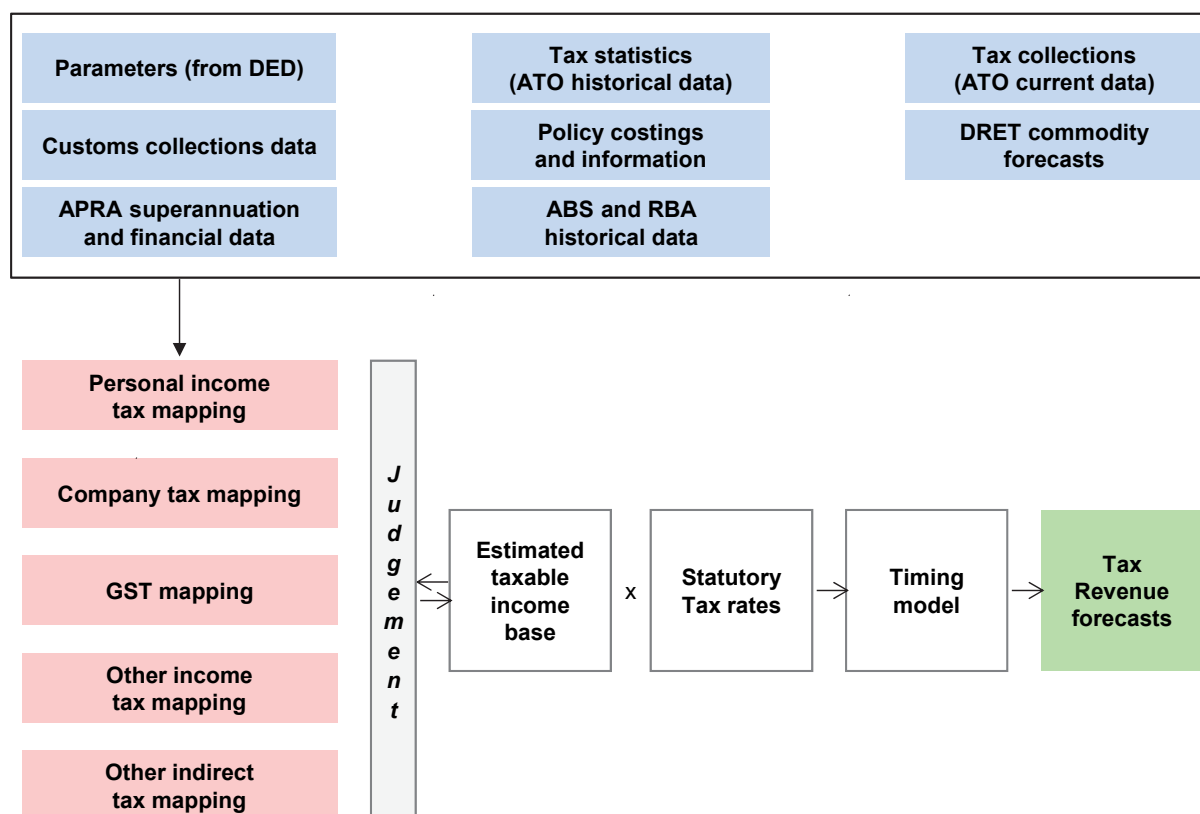 Parameters (from DED)
Tax statistics
(ATO historical data)
Tax collections
(ATO current data)
Customs collections data
Policy costings
and information
DRET commodity
forecasts
APRA superannuation
and financial data
ABS and RBA
historical data
Personal income
tax mapping
Company tax mapping
GST mapping
Other income
tax mapping
Other indirect
tax mapping
Judgement
Estimated
taxable
income
base
x
Statutory
Tax rates
Timing
model
Tax
Revenue
forecasts